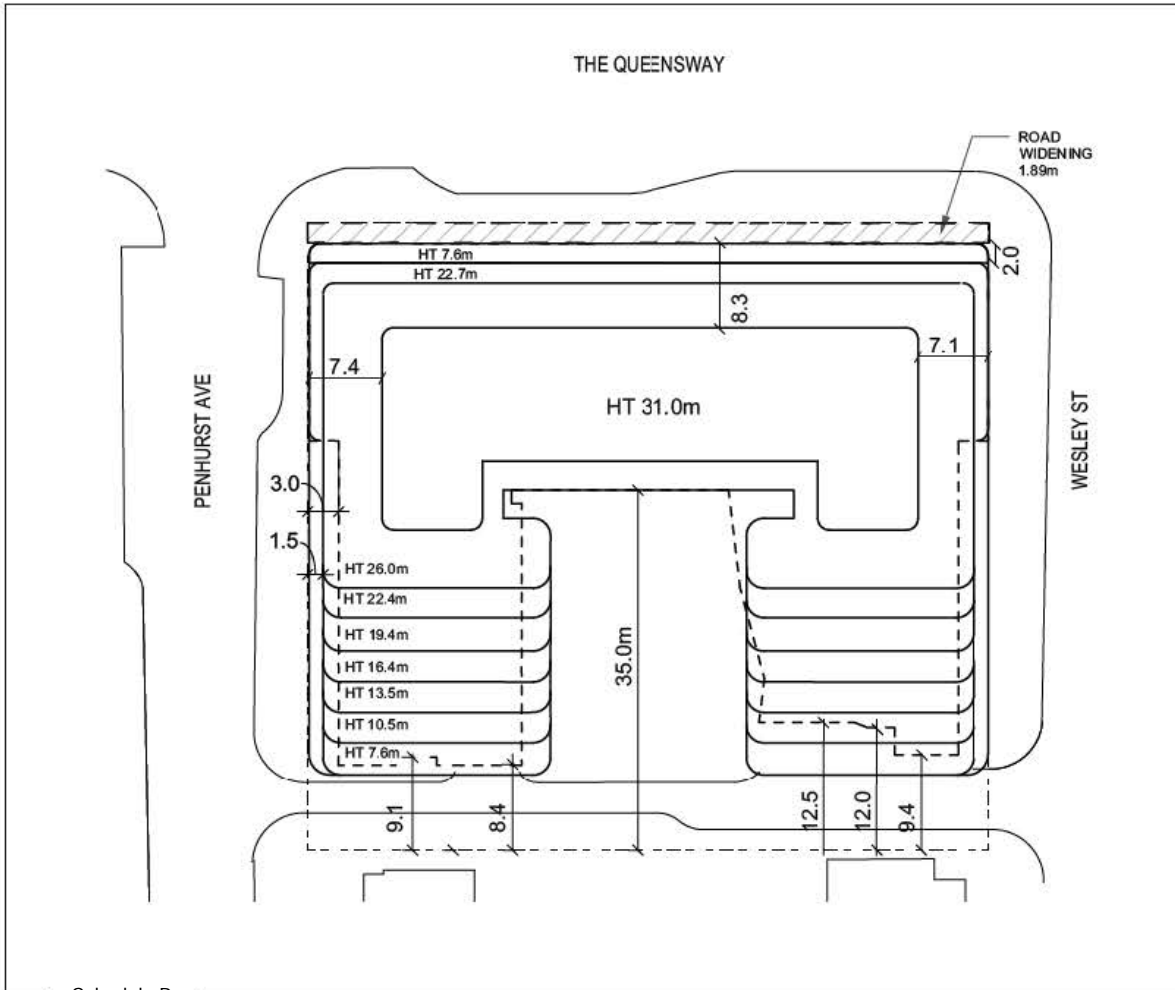 THE QUEENSWAY
ROAD
WIDENING
1.89m
HT 7.6m
HT 22.7m
2.0
8.3
7.4
7.1
HT 31.0m
PENHURST AVE
WESLEY ST
3.0
1.5
HT 26.0m
HT 22.4m
HT 19.4m
HT 16.4m
HT 13.5m
HT 10.5m
HT 7.6m
35.0m
9.1
8.4
12.5
12.0
9.4